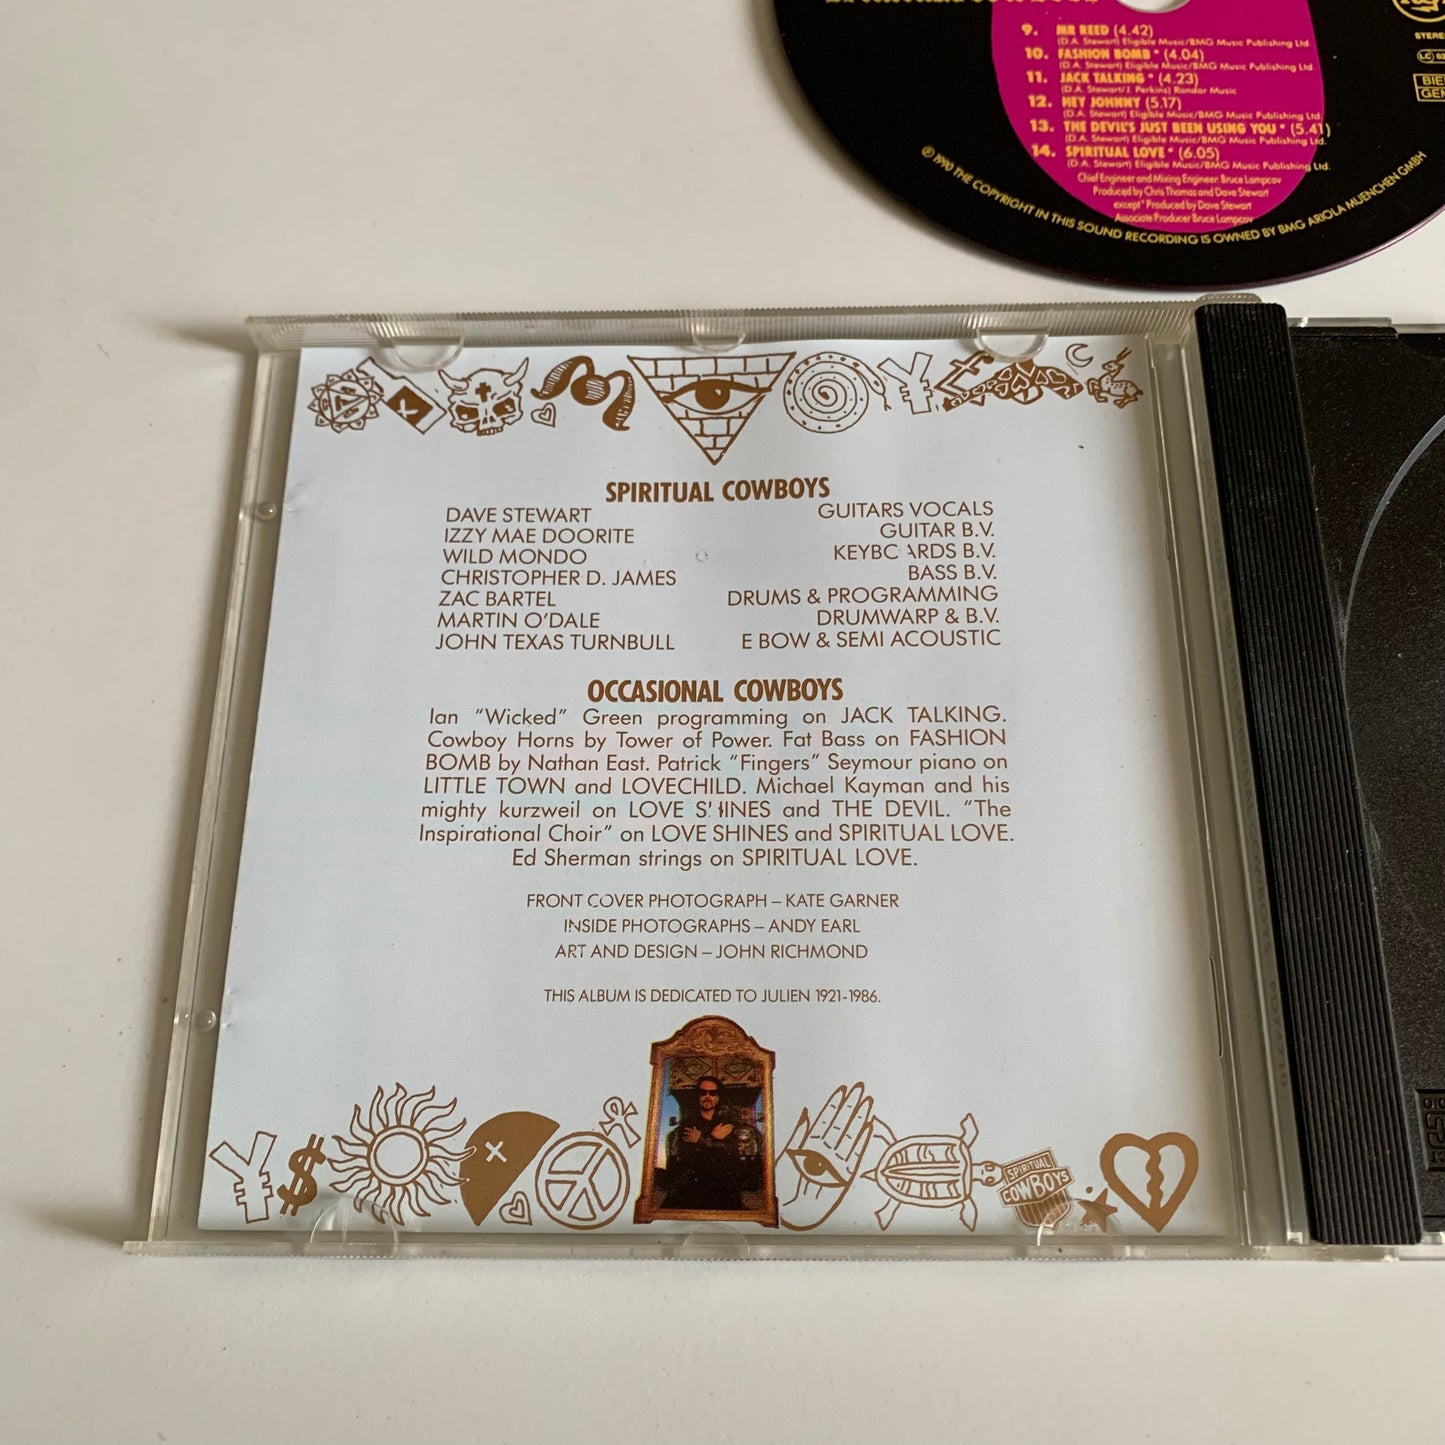 9. MR REED (4.42)
(D.A. Stewart) Eligible Music/BMG Music Publishing Ltd.
10. FASHION BOMB * (4.04)
(D.A. Stewart) Eligible Music/BMG Music Publishing Ltd.
11. JACK TALKING * (4.23)
(D.A. Stewart/J. Perkins) Rondor Music
12. HEY JOHNNY (5.17)
(D.A. Stewart) Eligible Music/BMG Music Publishing Ltd.
13. THE DEVIL'S JUST BEEN USING YOU * (5.41)
(D.A. Stewart) Eligible Music/BMG Music Publishing Ltd.
14. SPIRITUAL LOVE * (6.05)
(D.A. Stewart) Eligible Music/BMG Music Publishing Ltd.
Chief Engineer and Mixing Engineer: Bruce Lampcov
Produced by Chris Thomas and Dave Stewart
except * Produced by Dave Stewart
Associate Producer Bruce Lampcov
℗ 1990 THE COPYRIGHT IN THIS SOUND RECORDING IS OWNED BY BMG ARIOLA MUENCHEN GMBH
LC
SPIRITUAL COWBOYS
DAVE STEWART GUITARS VOCALS
IZZY MAE DOORITE GUITAR B.V.
WILD MONDO KEYBOARDS B.V.
CHRISTOPHER D. JAMES BASS B.V.
ZAC BARTEL DRUMS & PROGRAMMING
MARTIN O'DALE DRUMWARP & B.V.
JOHN TEXAS TURNBULL E BOW & SEMI ACOUSTIC
OCCASIONAL COWBOYS
Ian "Wicked" Green programming on JACK TALKING.
Cowboy Horns by Tower of Power. Fat Bass on FASHION
BOMB by Nathan East. Patrick "Fingers" Seymour piano on
LITTLE TOWN and LOVECHILD. Michael Kayman and his
mighty kurzweil on LOVE SHINES and THE DEVIL. "The
Inspirational Choir" on LOVE SHINES and SPIRITUAL LOVE.
Ed Sherman strings on SPIRITUAL LOVE.
FRONT COVER PHOTOGRAPH – KATE GARNER
INSIDE PHOTOGRAPHS – ANDY EARL
ART AND DESIGN – JOHN RICHMOND
THIS ALBUM IS DEDICATED TO JULIEN 1921-1986.
SPIRITUAL
COWBOYS